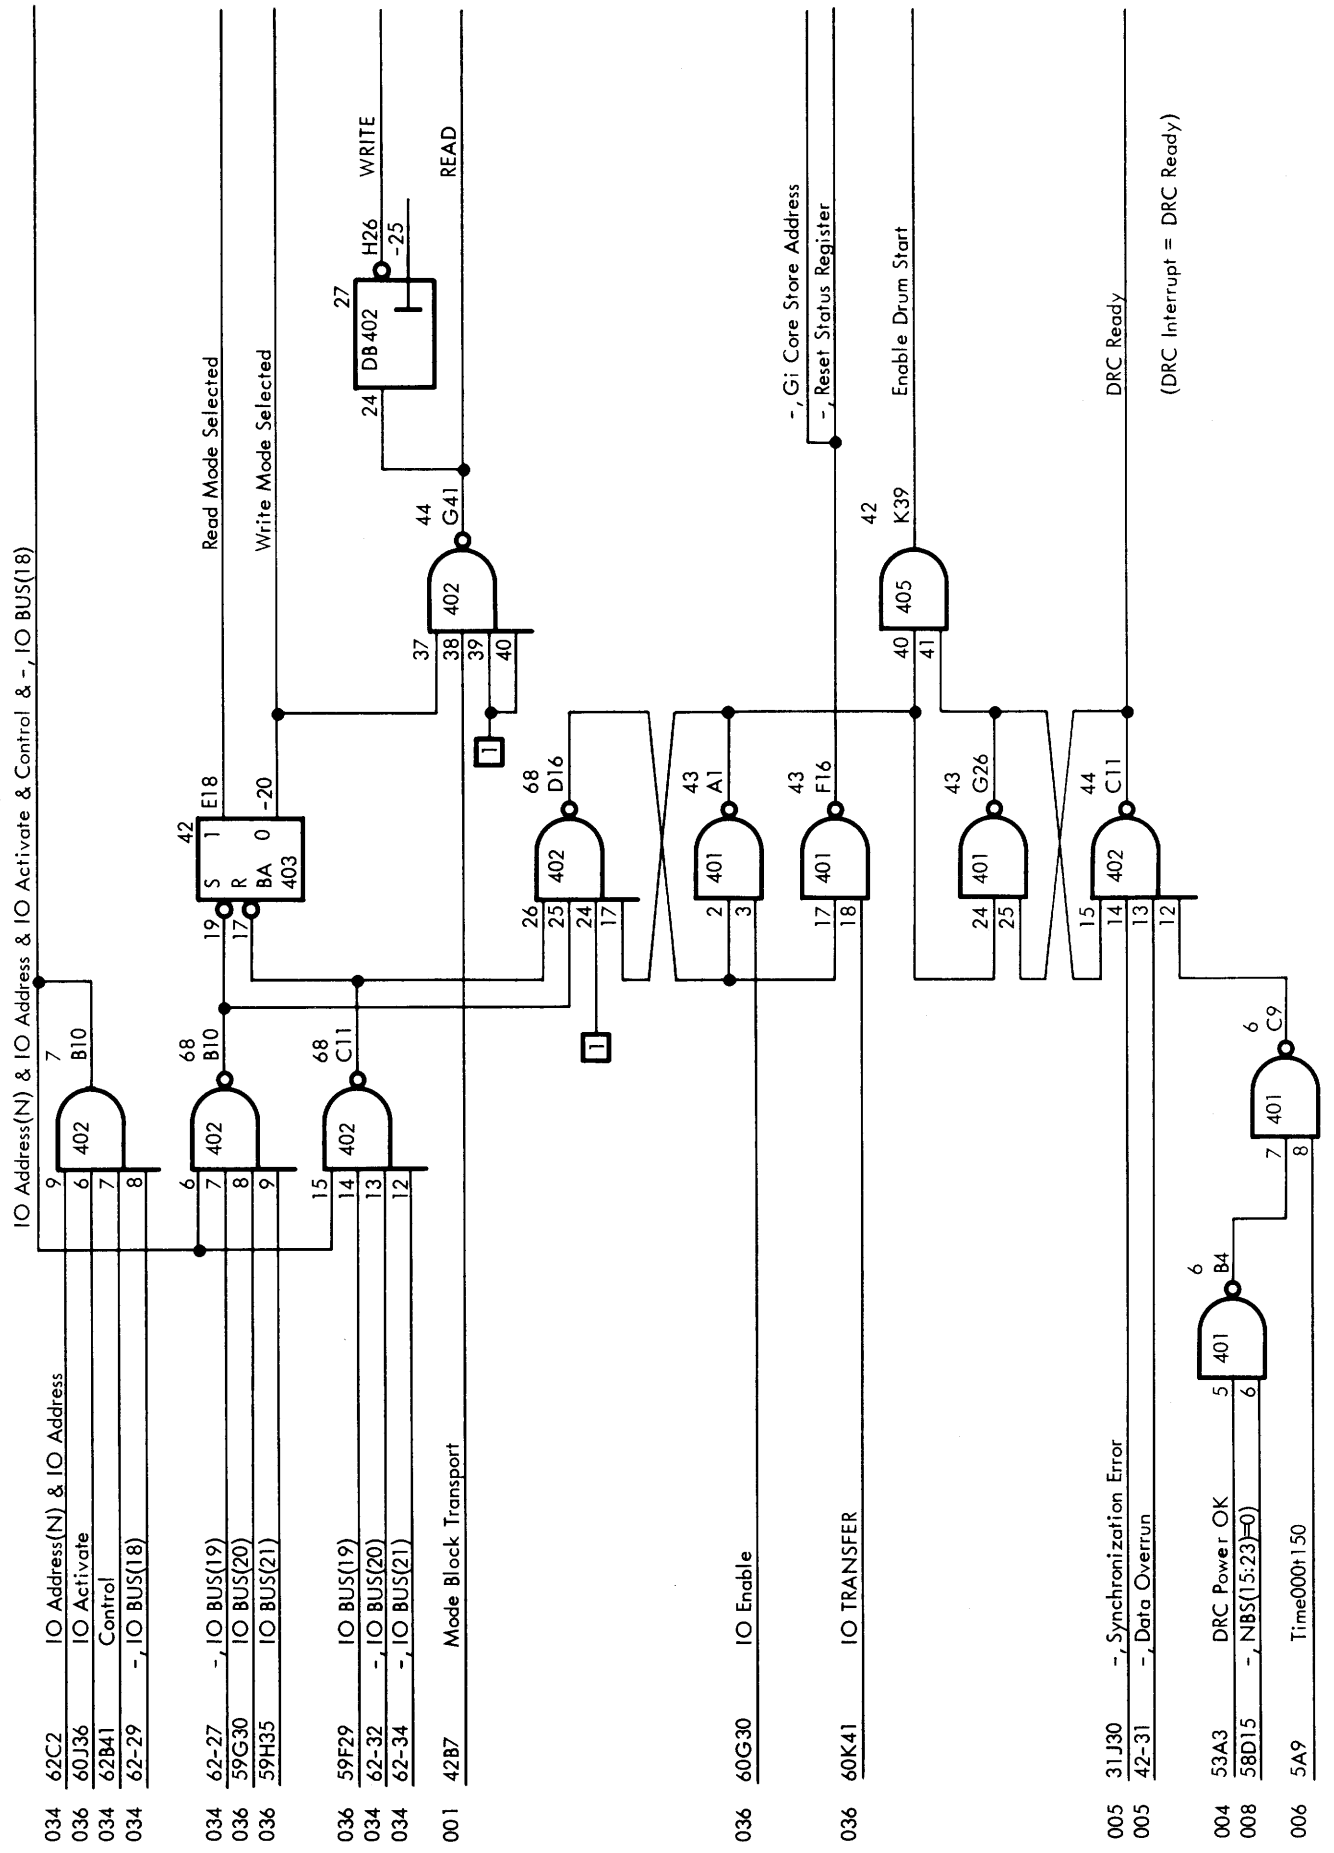 IO Address(N) & IO Address & IO Activate & Control & -, IO BUS(18)
034 62C2 IO Address(N) & IO Address 9
036 60J36 IO Activate 6
034 62B41 Control 7
034 62-29 -, IO BUS(18) 8
402
7
B10
034 62-27 -, IO BUS(19) 7
036 59G30 IO BUS(20) 8
036 59H35 IO BUS(21) 9
6
402
68
B10
036 59F29 IO BUS(19) 14
034 62-32 -, IO BUS(20) 13
034 62-34 -, IO BUS(21) 12
15
402
68
C11
19
17
S 1
R
BA 0
403
42
E18
-20
Read Mode Selected
Write Mode Selected
001 42B7 Mode Block Transport
37
38
39
40
1
402
44
G41
24
DB402
27
H26
-25
WRITE
READ
26
25
24
17
1
402
68
D16
036 60G30 IO Enable
2
3
401
43
A1
036 60K41 IO TRANSFER
17
18
401
43
F16
-, Gi Core Store Address
-, Reset Status Register
40
41
405
42
K39
Enable Drum Start
24
25
401
43
G26
005 31J30 -, Synchronization Error
005 42-31 -, Data Overrun
15
14
13
12
402
44
C11
DRC Ready
(DRC Interrupt = DRC Ready)
004 53A3 DRC Power OK 5
008 58D15 -, NBS(15:23)=0) 6
401
6
B4
006 5A9 Time000t150
7
8
401
6
C9